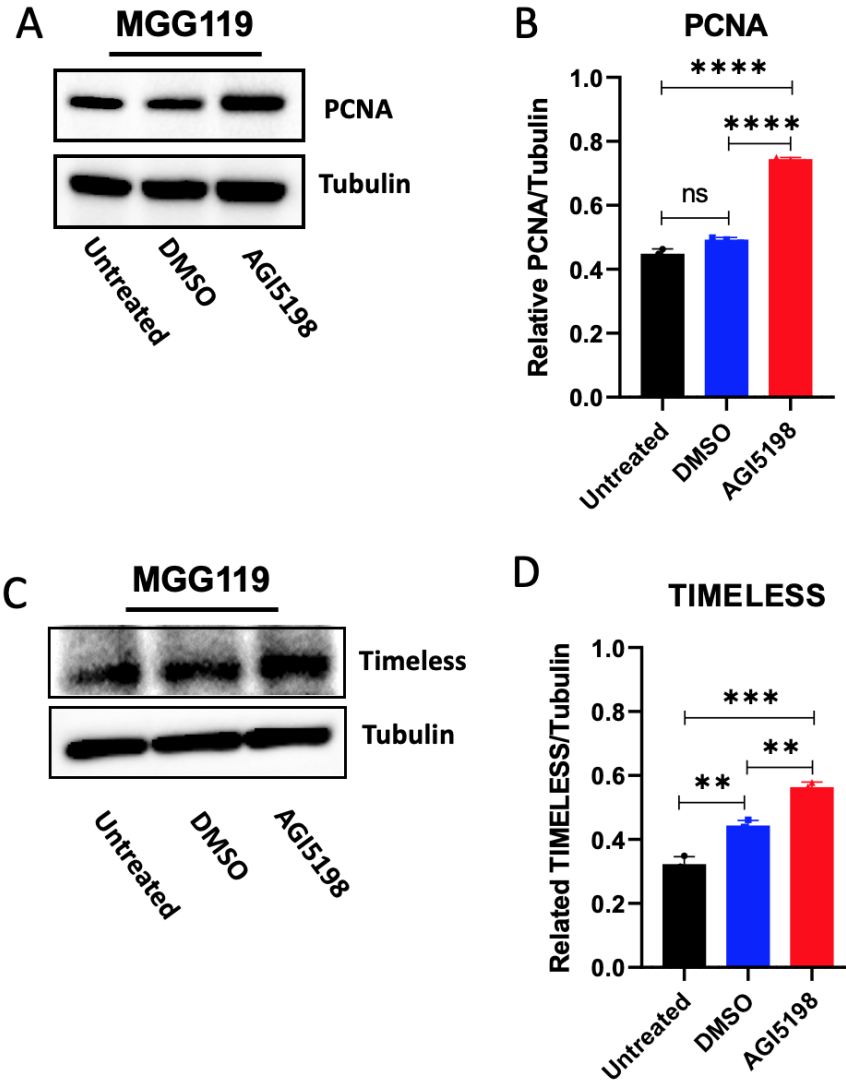 A
MGG119
PCNA
Tubulin
Untreated
DMSO
AGI5198
B
PCNA
Relative PCNA/Tubulin
1.0
0.8
0.6
0.4
0.2
0.0
****
****
ns
Untreated
DMSO
AGI5198
C
MGG119
Timeless
Tubulin
Untreated
DMSO
AGI5198
D
TIMELESS
Related TIMELESS/Tubulin
1.0
0.8
0.6
0.4
0.2
0.0
***
**
**
Untreated
DMSO
AGI5198